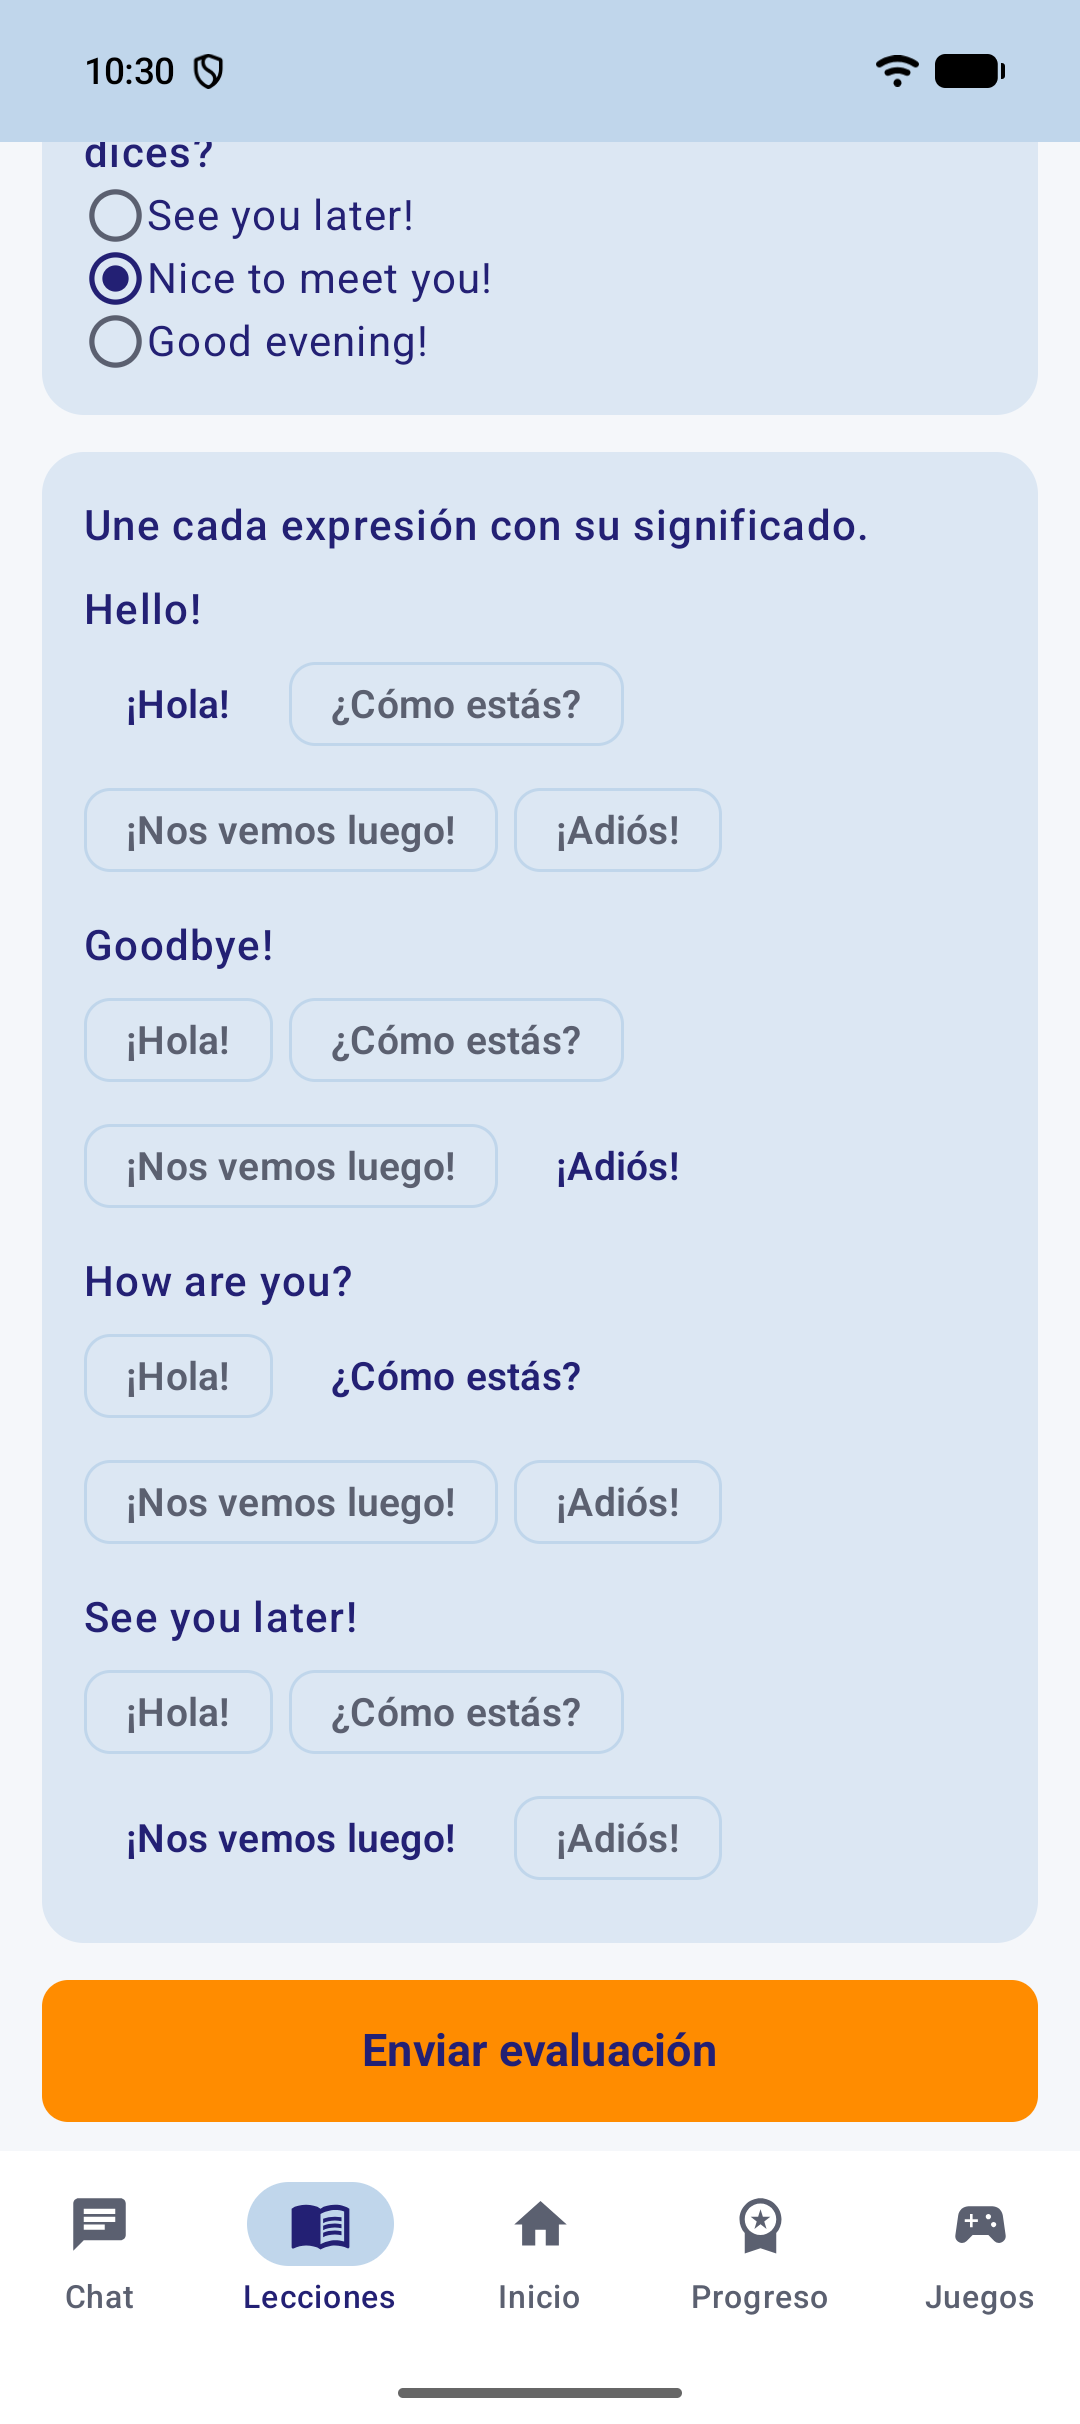 10:30
dices?
See you later!
Nice to meet you!
Good evening!
Une cada expresión con su significado.
Hello!
¡Hola! ¿Cómo estás?
¡Nos vemos luego! ¡Adiós!
Goodbye!
¡Hola! ¿Cómo estás?
¡Nos vemos luego! ¡Adiós!
How are you?
¡Hola! ¿Cómo estás?
¡Nos vemos luego! ¡Adiós!
See you later!
¡Hola! ¿Cómo estás?
¡Nos vemos luego! ¡Adiós!
Enviar evaluación
Chat Lecciones Inicio Progreso Juegos